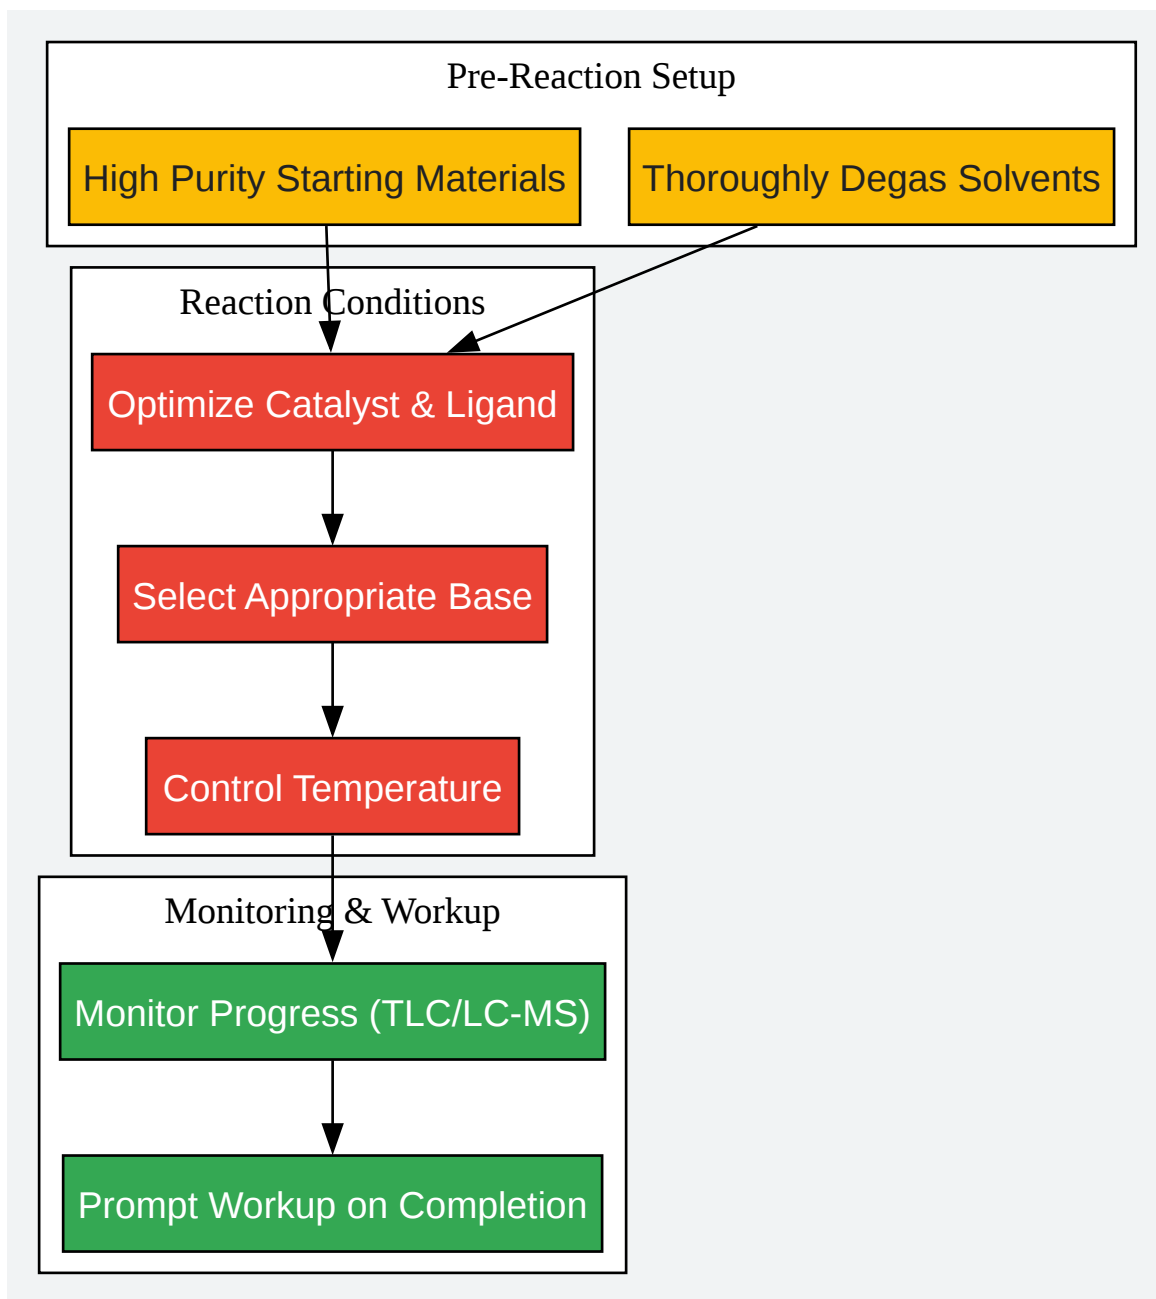 Pre-Reaction Setup
High Purity Starting Materials
Thoroughly Degas Solvents
Reaction Conditions
Optimize Catalyst & Ligand
Select Appropriate Base
Control Temperature
Monitoring & Workup
Monitor Progress (TLC/LC-MS)
Prompt Workup on Completion